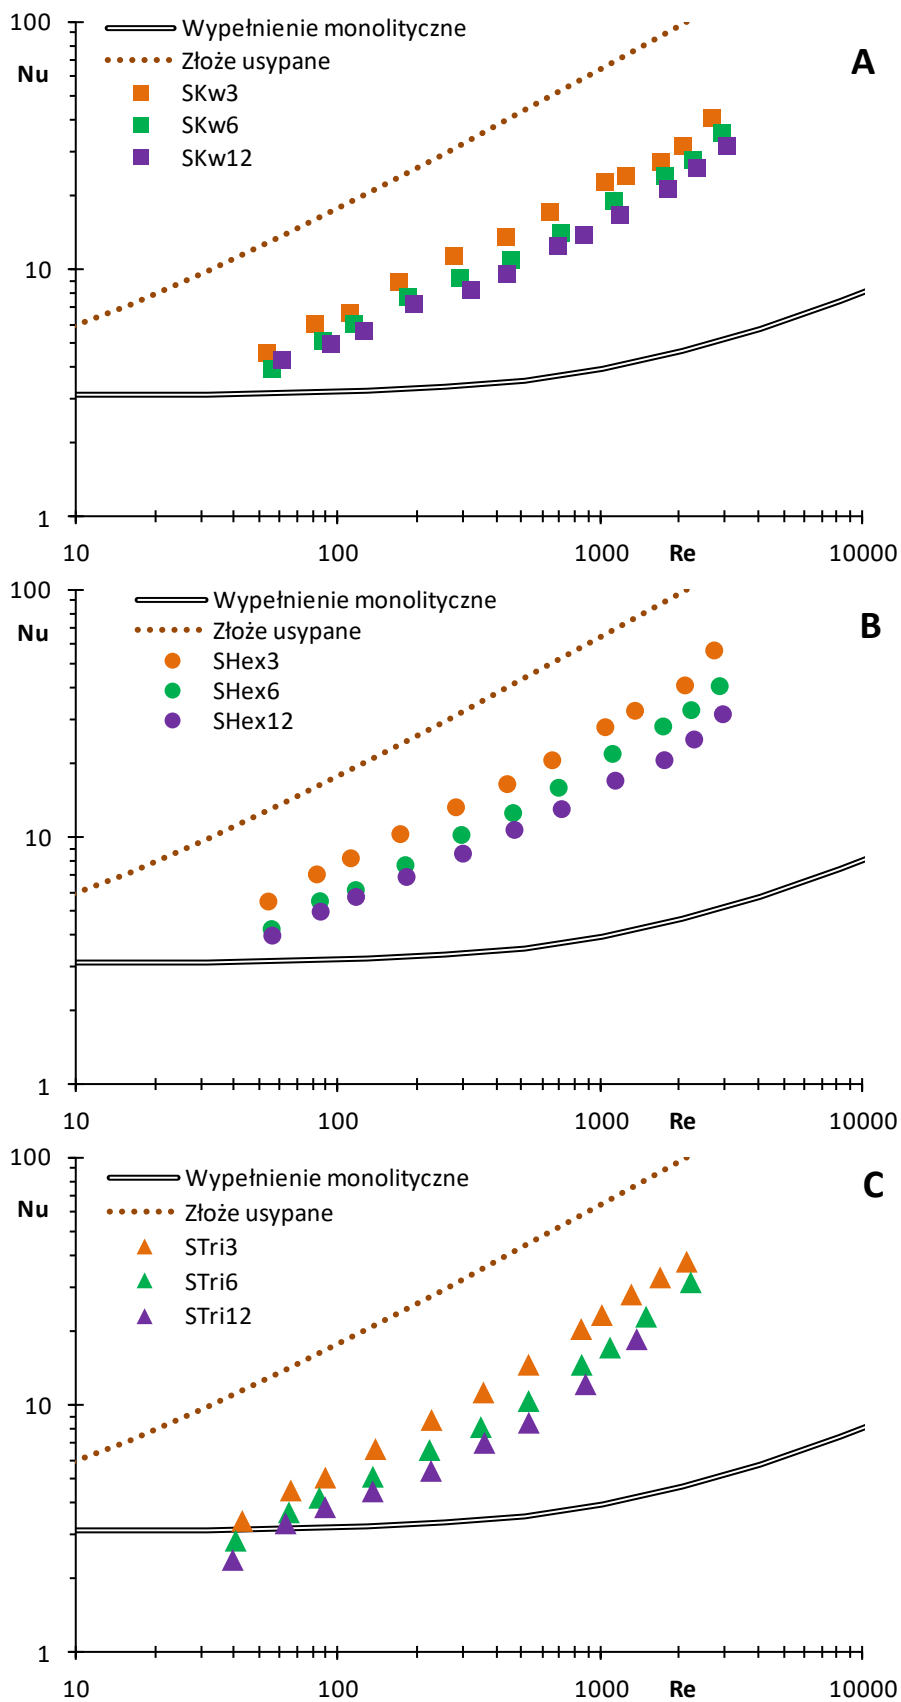 100
Nu
Wypełnienie monolityczne
Złoże usypane
SKw3
SKw6
SKw12
A
10
1
10
100
1000
Re
10000
100
Nu
Wypełnienie monolityczne
Złoże usypane
SHex3
SHex6
SHex12
B
10
1
10
100
1000
Re
10000
100
Nu
Wypełnienie monolityczne
Złoże usypane
STri3
STri6
STri12
C
10
1
10
100
1000
Re
10000